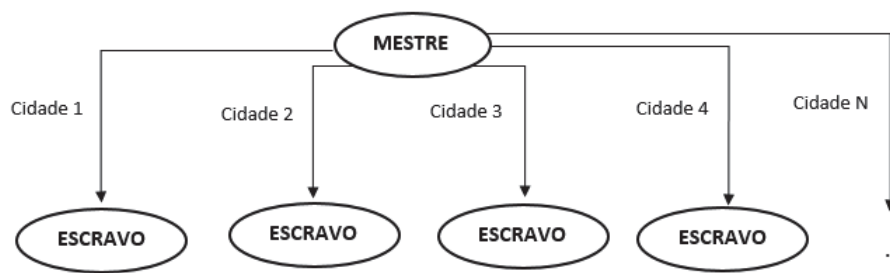 MESTRE
Cidade 1
Cidade 2
Cidade 3
Cidade 4
Cidade N
ESCRAVO
ESCRAVO
ESCRAVO
ESCRAVO
.